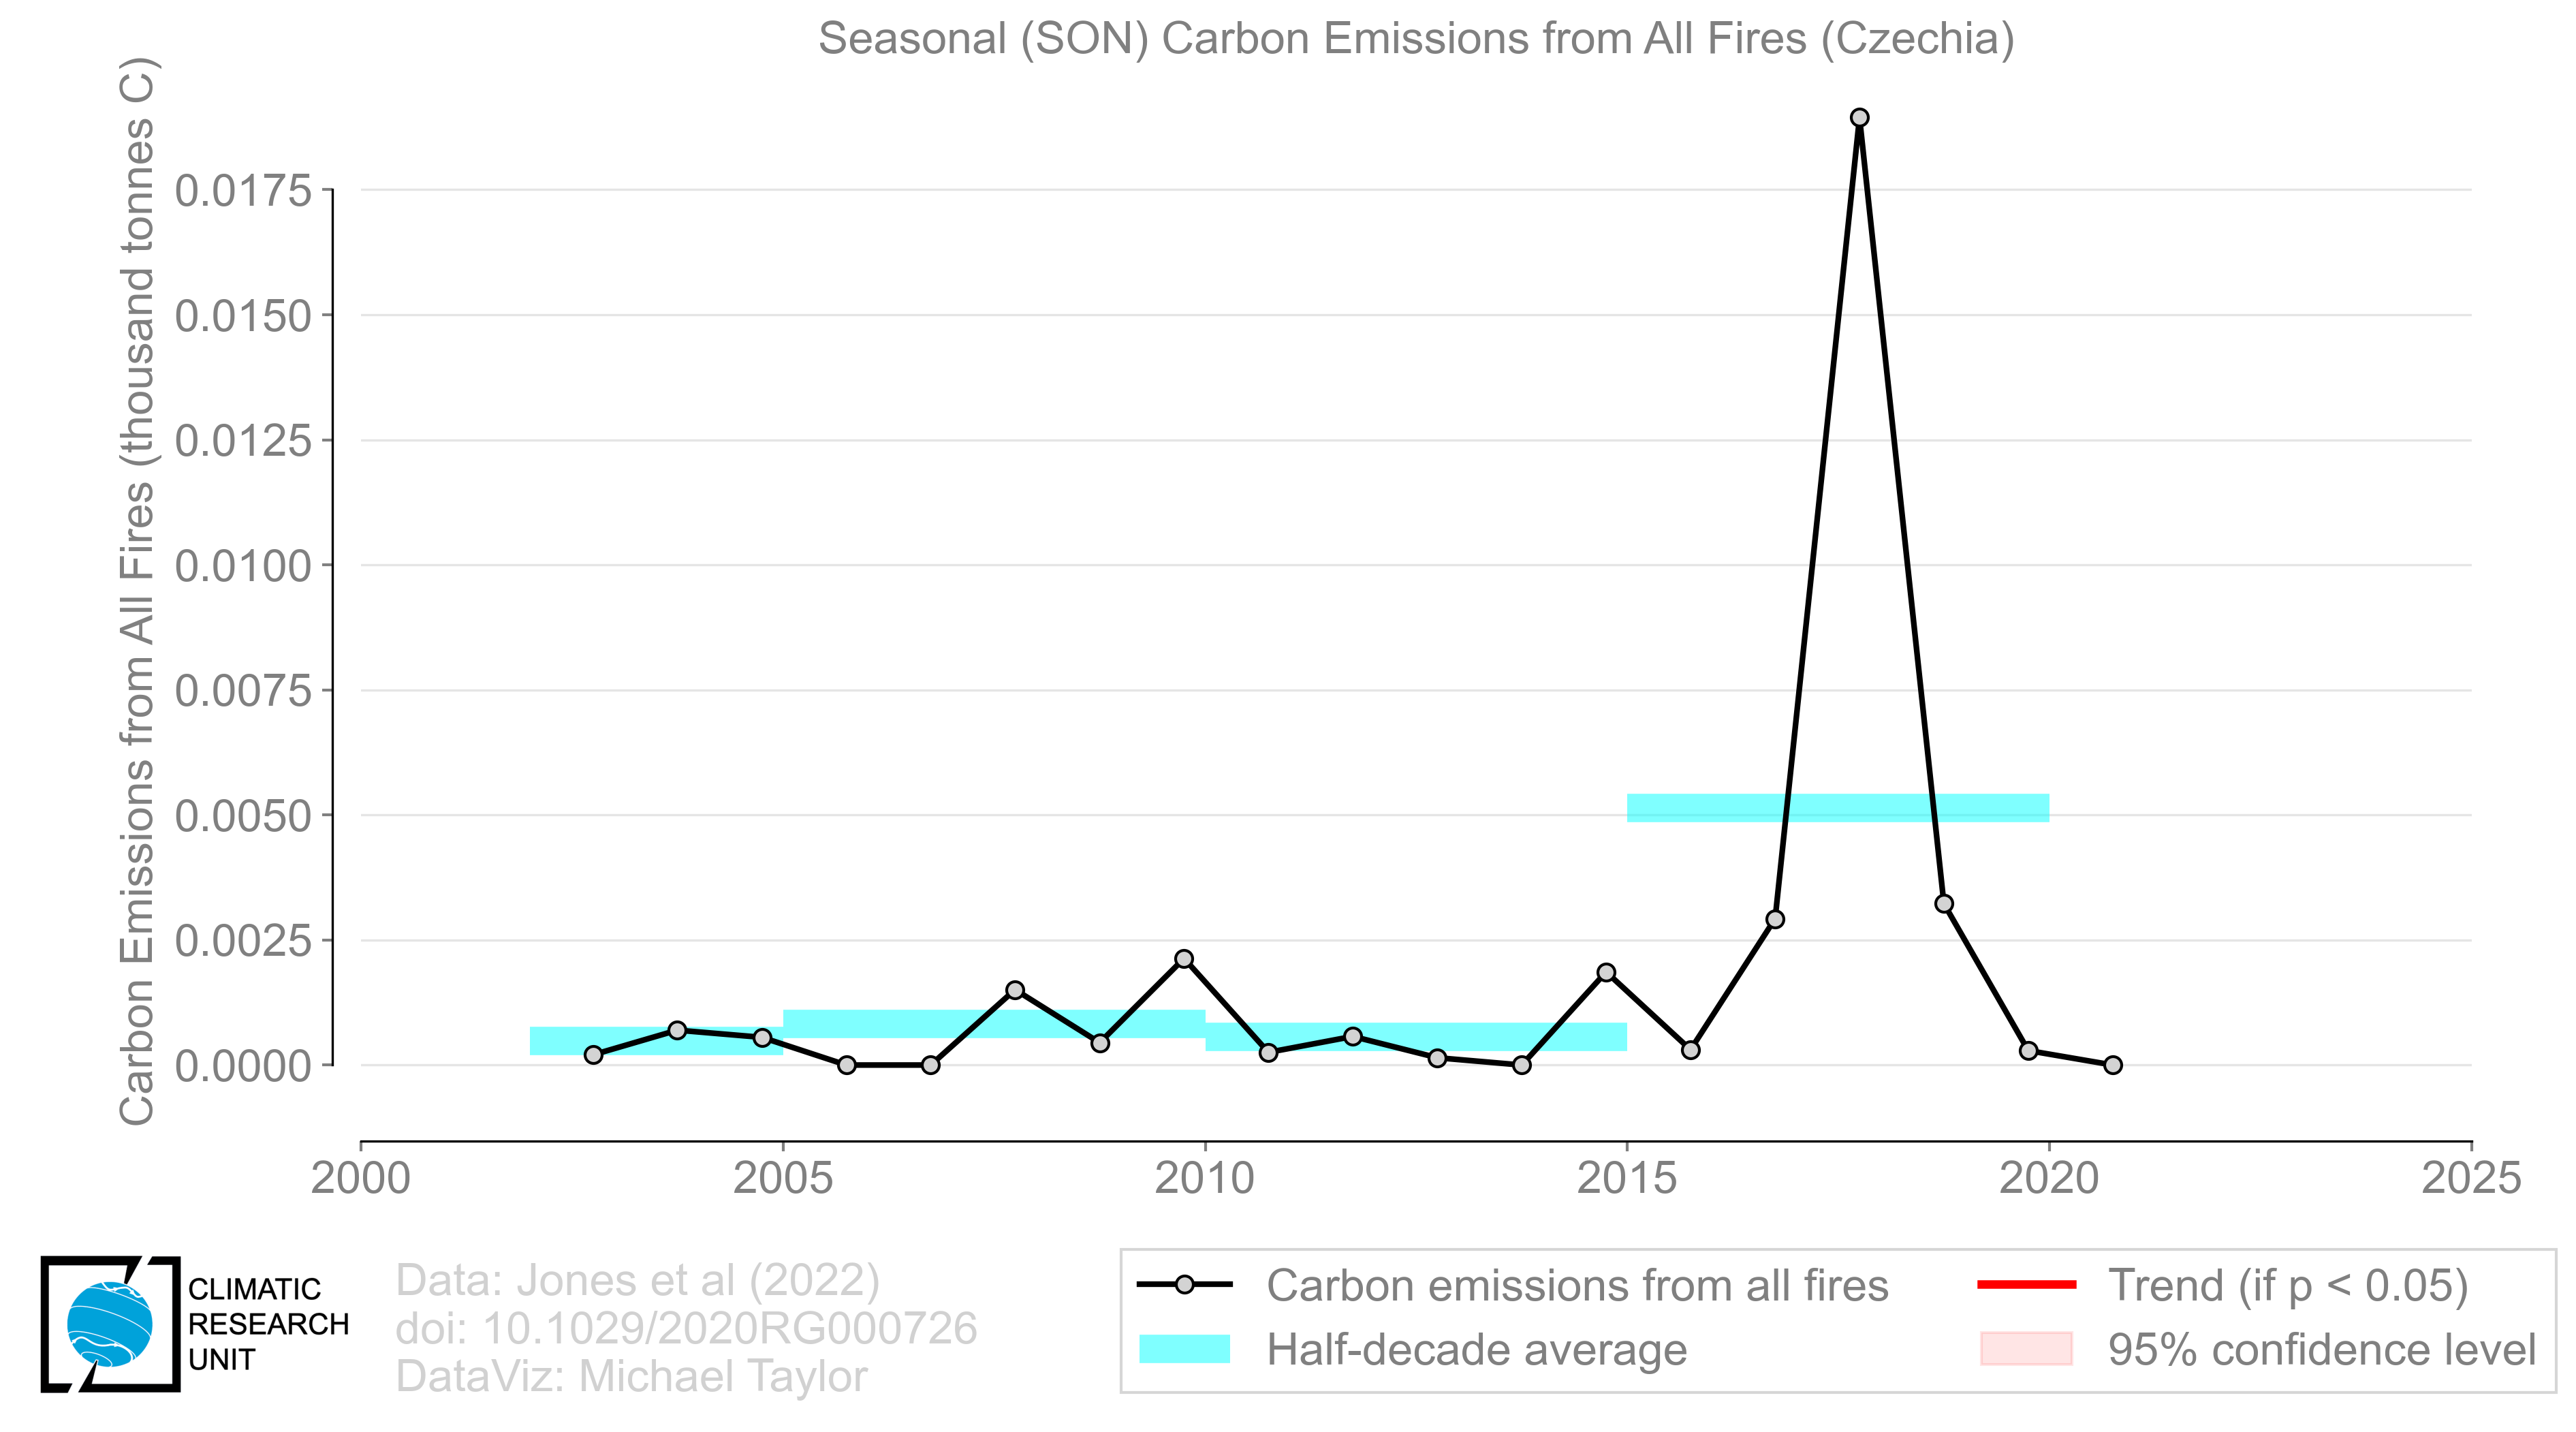 Seasonal (SON) Carbon Emissions from All Fires (Czechia)
Carbon Emissions from All Fires (thousand tonnes C)
0.0175
0.0150
0.0125
0.0100
0.0075
0.0050
0.0025
0.0000
2000 2005 2010 2015 2020 2025
CLIMATIC
RESEARCH
UNIT
Data: Jones et al (2022)
doi: 10.1029/2020RG000726
DataViz: Michael Taylor
Carbon emissions from all fires
Half-decade average
Trend (if p < 0.05)
95% confidence level